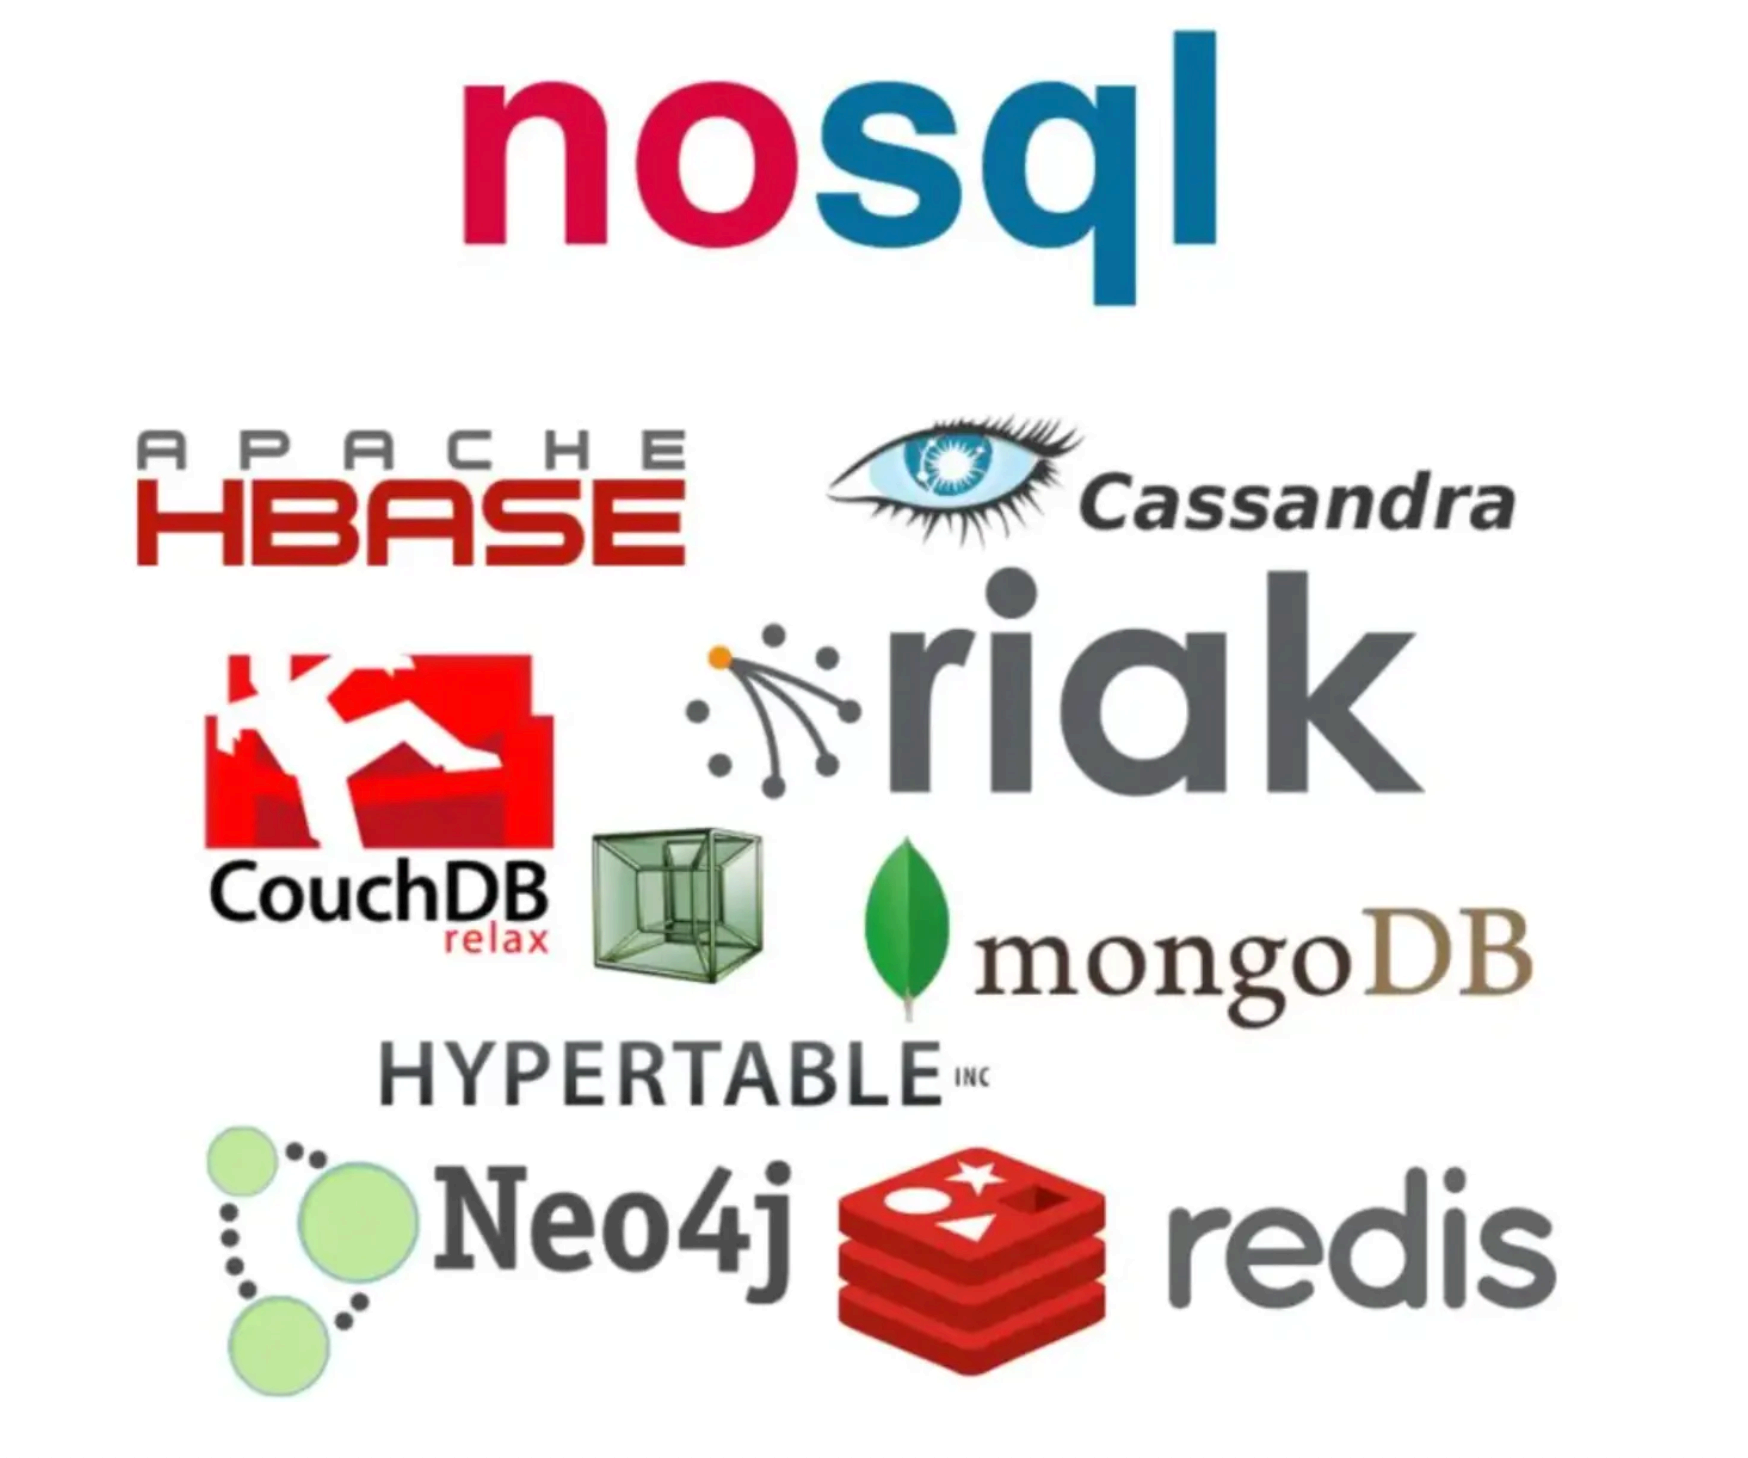 nosql
APACHE
HBASE
Cassandra
riak
CouchDB
relax
mongoDB
HYPERTABLE INC
Neo4j
redis